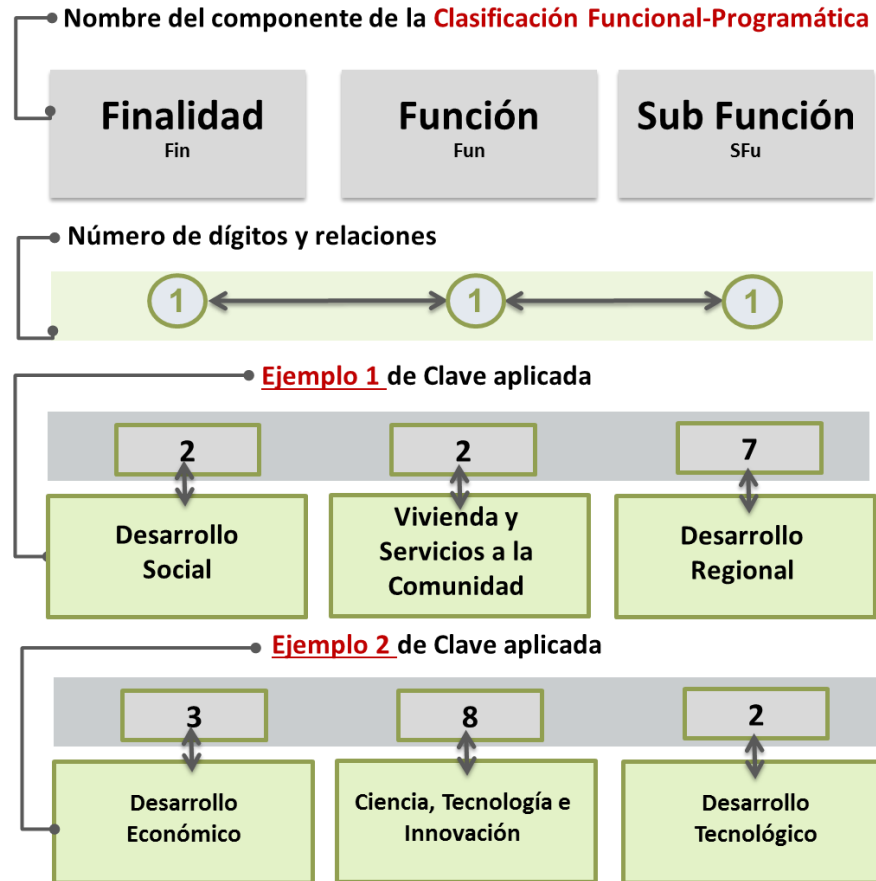 Nombre del componente de la Clasificación Funcional-Programática
Finalidad
Fin
Función
Fun
Sub Función
SFu
Número de dígitos y relaciones
1
1
1
Ejemplo 1 de Clave aplicada
2
2
7
Desarrollo
Social
Vivienda y
Servicios a la
Comunidad
Desarrollo
Regional
Ejemplo 2 de Clave aplicada
3
8
2
Desarrollo
Económico
Ciencia, Tecnología e
Innovación
Desarrollo
Tecnológico